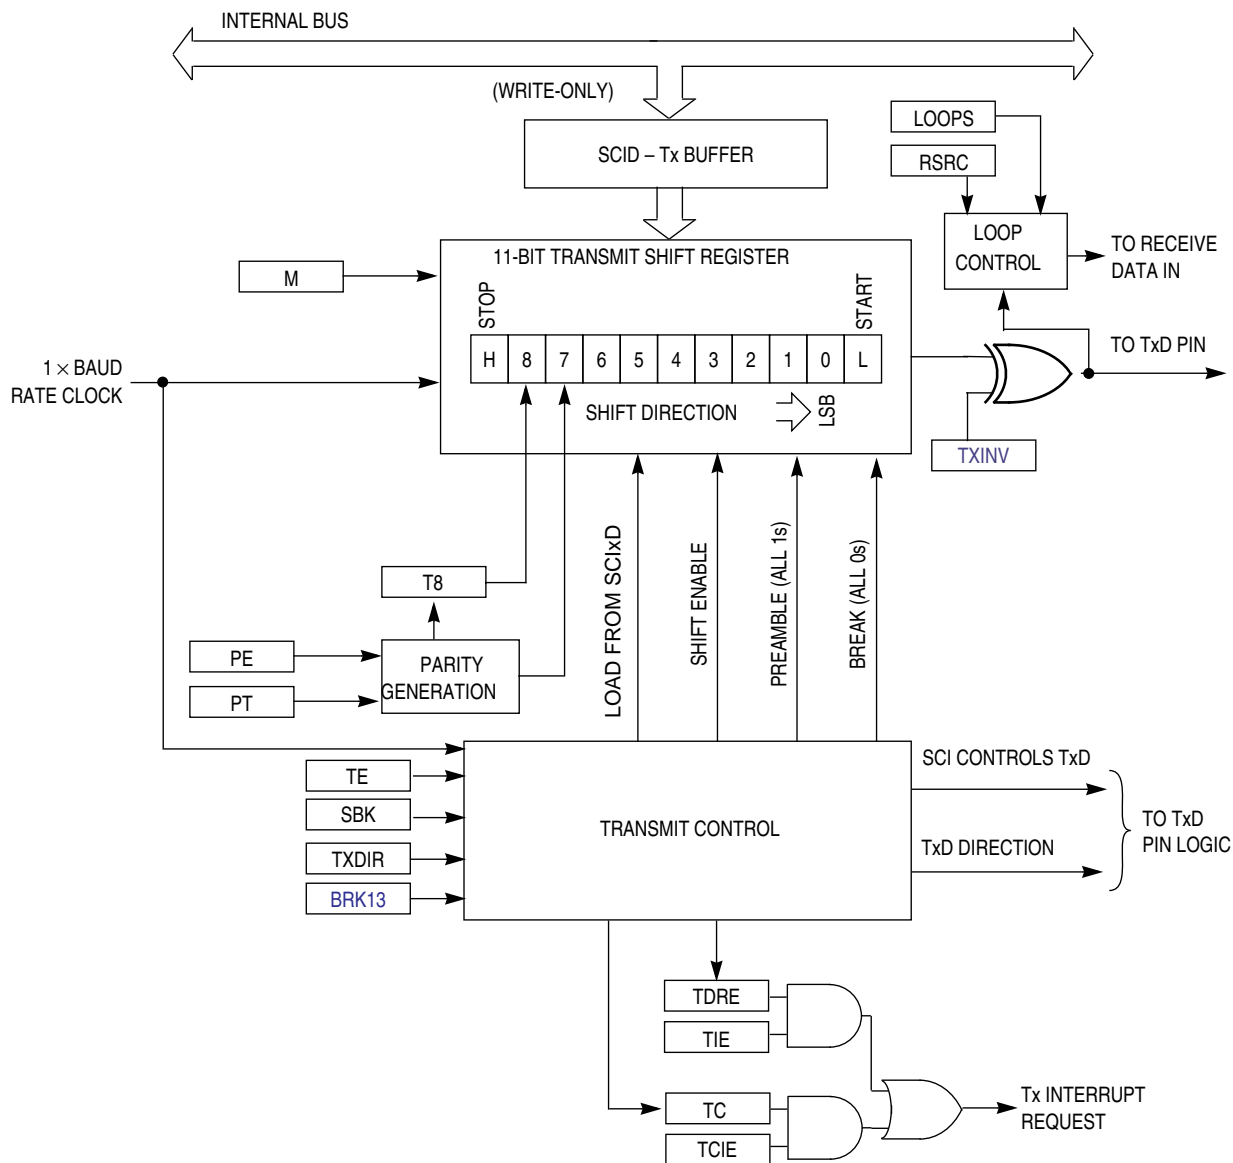 INTERNAL BUS
(WRITE-ONLY)
SCID – Tx BUFFER
LOOPS
RSRC
LOOP
CONTROL
TO RECEIVE
DATA IN
11-BIT TRANSMIT SHIFT REGISTER
M
STOP
START
H 8 7 6 5 4 3 2 1 0 L
1 × BAUD
RATE CLOCK
TO TxD PIN
SHIFT DIRECTION
LSB
TXINV
LOAD FROM SCIxD
SHIFT ENABLE
PREAMBLE (ALL 1s)
BREAK (ALL 0s)
T8
PE
PT
PARITY
GENERATION
TE
SBK
TXDIR
BRK13
TRANSMIT CONTROL
SCI CONTROLS TxD
TxD DIRECTION
TO TxD
PIN LOGIC
TDRE
TIE
TC
TCIE
Tx INTERRUPT
REQUEST